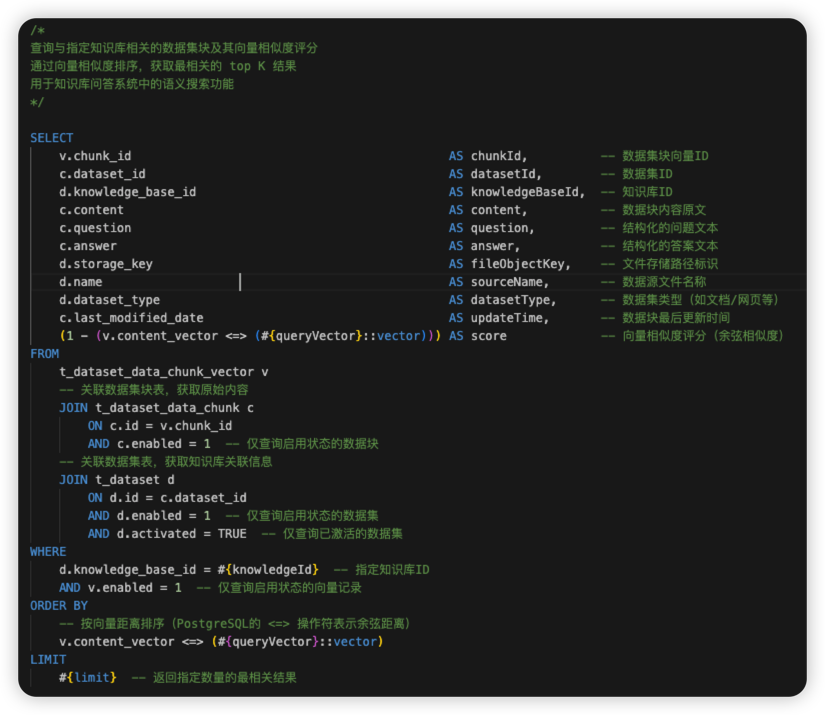 /*
查询与指定知识库相关的数据集块及其向量相似度评分
通过向量相似度排序，获取最相关的 top K 结果
用于知识库问答系统中的语义搜索功能
*/
SELECT
v.chunk_id AS chunkId, -- 数据集块向量ID
c.dataset_id AS datasetId, -- 数据集ID
d.knowledge_base_id AS knowledgeBaseId, -- 知识库ID
c.content AS content, -- 数据块内容原文
c.question AS question, -- 结构化的问题文本
c.answer AS answer, -- 结构化的答案文本
d.storage_key AS fileObjectKey, -- 文件存储路径标识
d.name AS sourceName, -- 数据源文件名称
d.dataset_type AS datasetType, -- 数据集类型（如文档/网页等）
c.last_modified_date AS updateTime, -- 数据块最后更新时间
(1 - (v.content_vector <=> (#{queryVector}::vector))) AS score -- 向量相似度评分（余弦相似度）
FROM
t_dataset_data_chunk_vector v
-- 关联数据集块表，获取原始内容
JOIN t_dataset_data_chunk c
ON c.id = v.chunk_id
AND c.enabled = 1 -- 仅查询启用状态的数据块
-- 关联数据集表，获取知识库关联信息
JOIN t_dataset d
ON d.id = c.dataset_id
AND d.enabled = 1 -- 仅查询启用状态的数据集
AND d.activated = TRUE -- 仅查询已激活的数据集
WHERE
d.knowledge_base_id = #{knowledgeId} -- 指定知识库ID
AND v.enabled = 1 -- 仅查询启用状态的向量记录
ORDER BY
-- 按向量距离排序（PostgreSQL的 <=> 操作符表示余弦距离）
v.content_vector <=> (#{queryVector}::vector)
LIMIT
#{limit} -- 返回指定数量的最相关结果